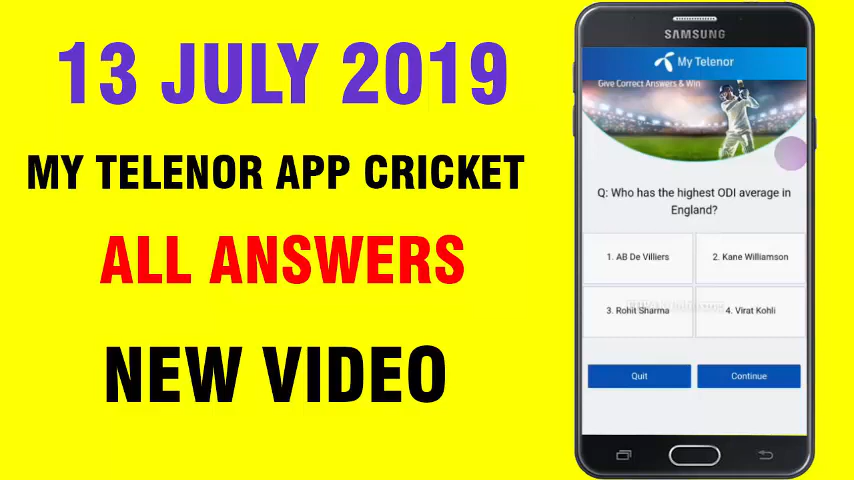 13 JULY 2019
MY TELENOR APP CRICKET
ALL ANSWERS
NEW VIDEO
SAMSUNG
My Telenor
Give Correct Answers & Win
Q: Who has the highest ODI average in
England?
1. AB De Villiers
2. Kane Williamson
3. Rohit Sharma
4. Virat Kohli
Quit
Continue